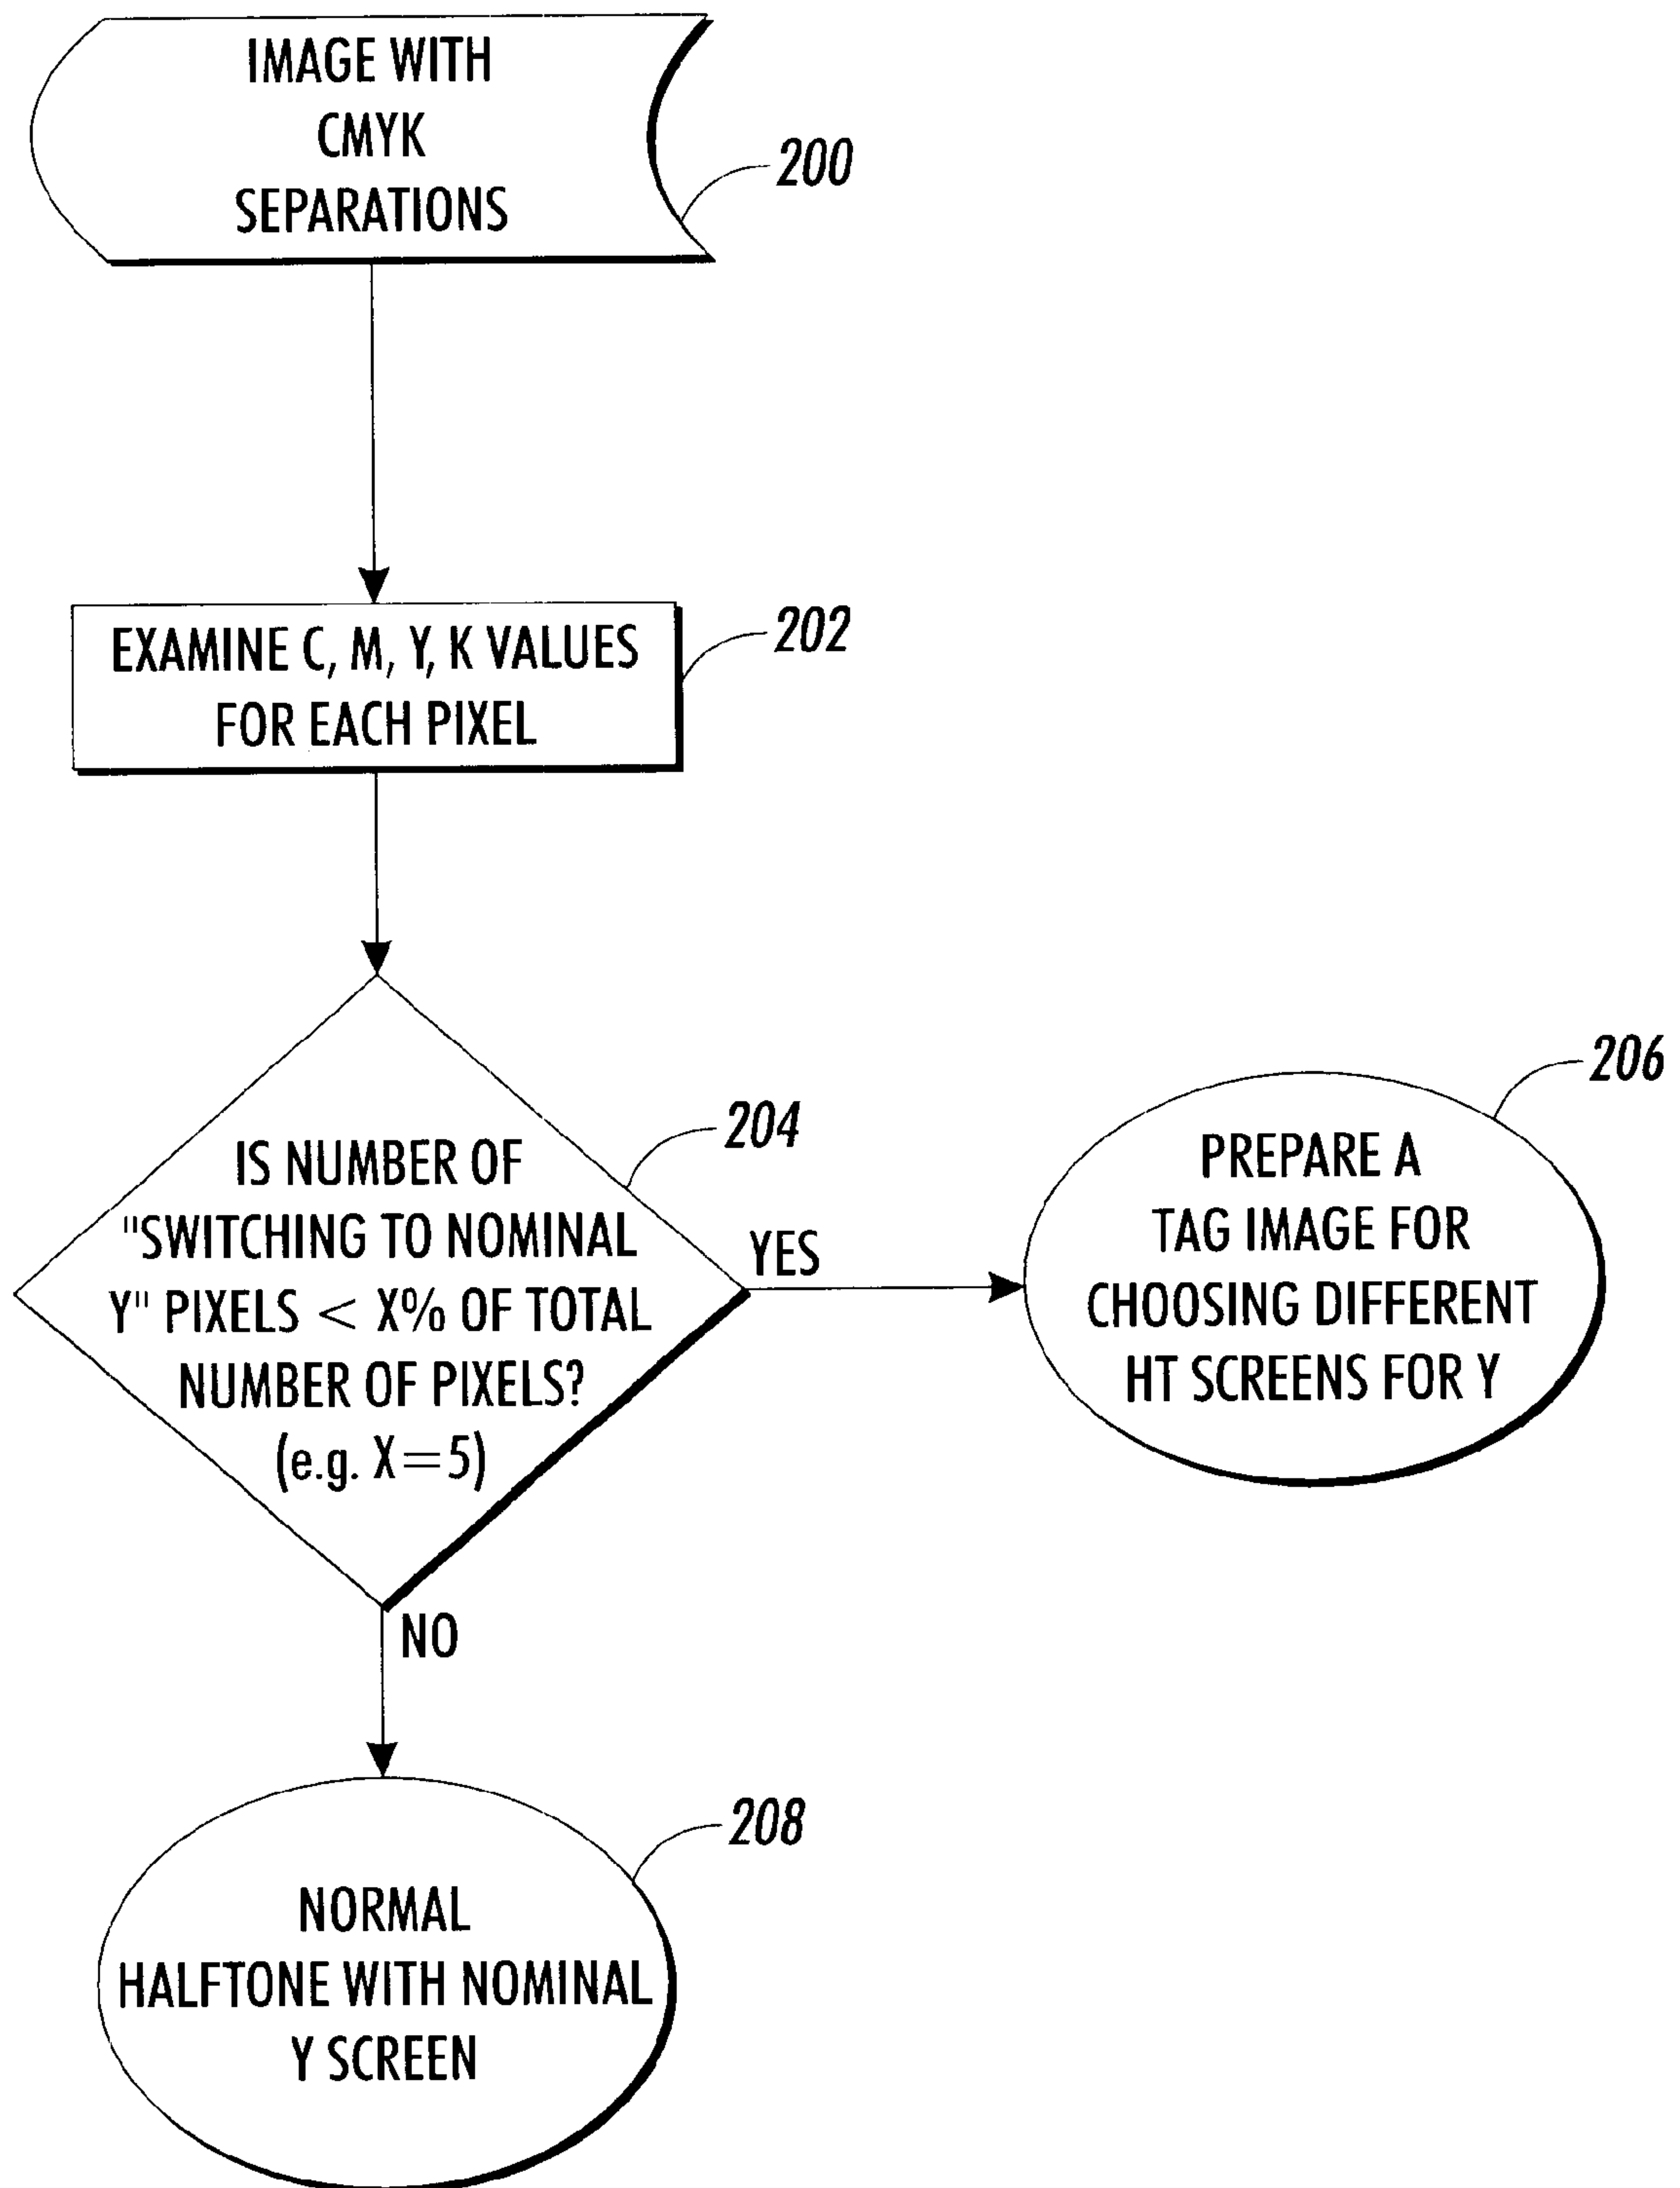 IMAGE WITH
CMYK
SEPARATIONS
200
EXAMINE C, M, Y, K VALUES
FOR EACH PIXEL
202
IS NUMBER OF
"SWITCHING TO NOMINAL
Y" PIXELS < X% OF TOTAL
NUMBER OF PIXELS?
(e.g. X=5)
204
YES
PREPARE A
TAG IMAGE FOR
CHOOSING DIFFERENT
HT SCREENS FOR Y
206
NO
NORMAL
HALFTONE WITH NOMINAL
Y SCREEN
208